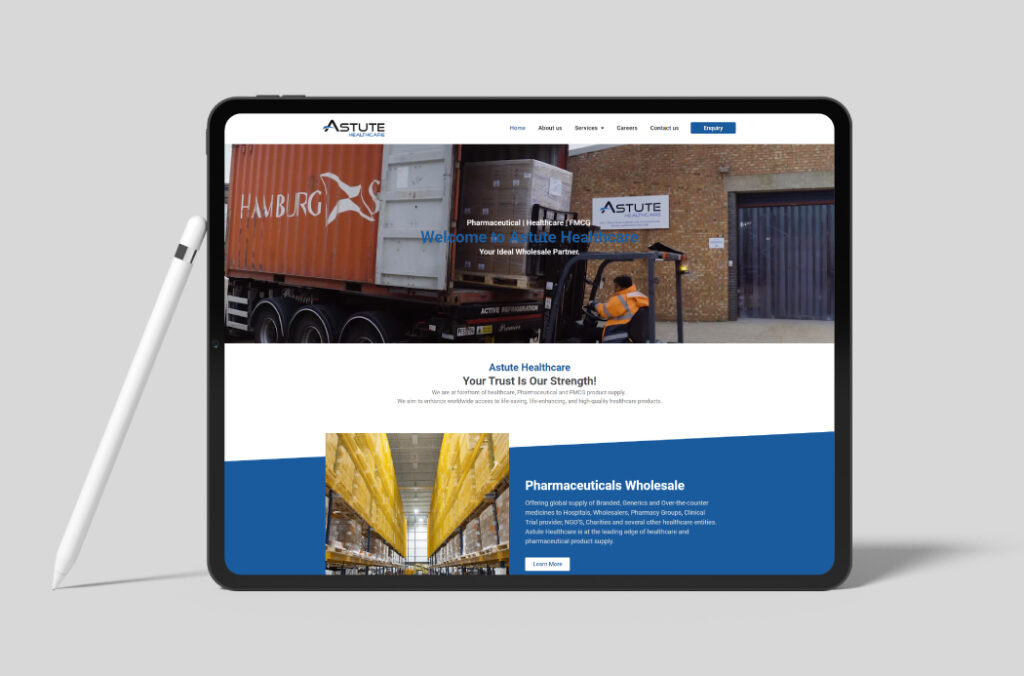 ASTUTE
HEALTHCARE
Home About us Services Careers Contact us Enquiry
HAMBURG S
ASTUTE
HEALTHCARE
Pharmaceutical | Healthcare | FMCG
Welcome to Astute Healthcare
Your Ideal Wholesale Partner.
ACTIVE REFRIGERATION
Premier
Astute Healthcare
Your Trust Is Our Strength!
We are at forefront of healthcare, Pharmaceutical and FMCG product supply.
We aim to enhance worldwide access to life-saving, life-enhancing, and high-quality healthcare products.
Pharmaceuticals Wholesale
Offering global supply of Branded, Generics and Over-the-counter
medicines to Hospitals, Wholesalers, Pharmacy Groups, Clinical
Trial provider, NGO'S, Charities and several other healthcare entities.
Astute Healthcare is at the leading edge of healthcare and
pharmaceutical product supply.
Learn More